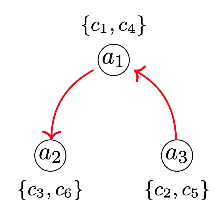 {c₁, c₄}
a₁
a₂ a₃
{c₃, c₆} {c₂, c₅}